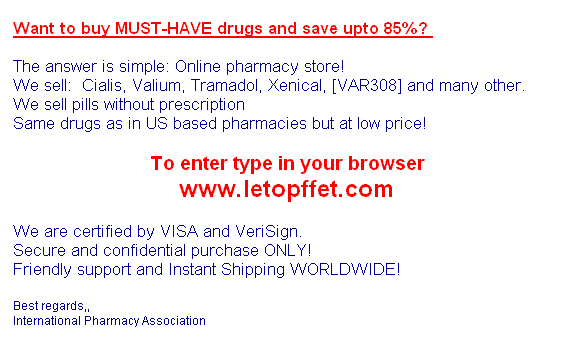 Want to buy MUST-HAVE drugs and save upto 85%?
The answer is simple: Online pharmacy store!
We sell:  Cialis, Valium, Tramadol, Xenical, [VAR308] and many other.
We sell pills without prescription
Same drugs as in US based pharmacies but at low price!
To enter type in your browser
www.letopffet.com
We are certified by VISA and VeriSign.
Secure and confidential purchase ONLY!
Friendly support and Instant Shipping WORLDWIDE!
Best regards,,
International Pharmacy Association